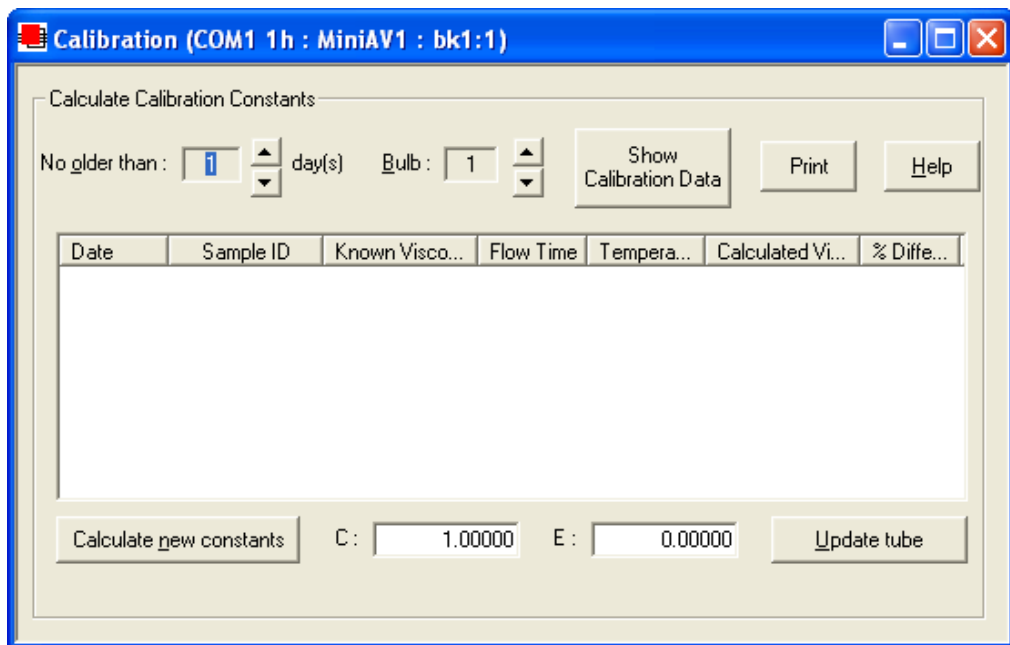 Calibration (COM1 1h : MiniAV1 : bk1:1)
Calculate Calibration Constants
No older than : 1 day(s) Bulb : 1 Show Calibration Data Print Help
Date Sample ID Known Visco... Flow Time Tempera... Calculated Vi... % Diffe...
Calculate new constants C : 1.00000 E : 0.00000 Update tube